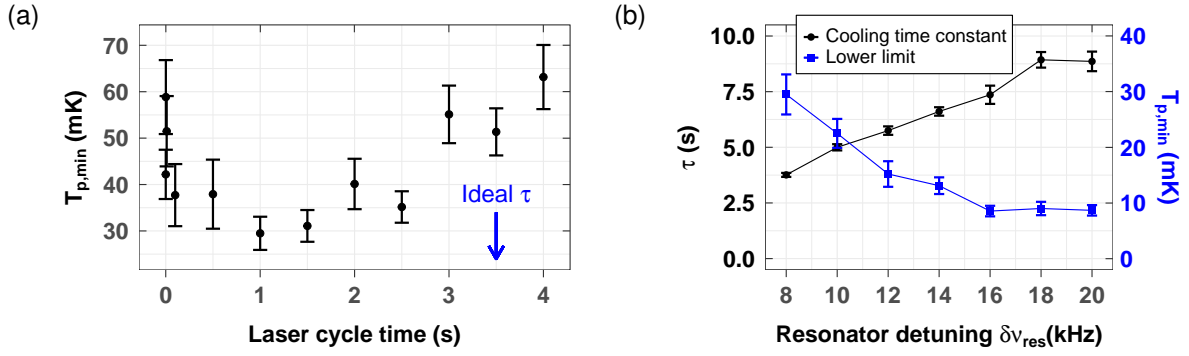 (a)
70
60
50
40
30
T_p,min (mK)
Ideal τ
0 1 2 3 4
Laser cycle time (s)
(b)
Cooling time constant
Lower limit
10.0
7.5
5.0
2.5
0.0
τ (s)
40
30
20
10
0
T_p,min (mK)
8 10 12 14 16 18 20
Resonator detuning δν_res(kHz)